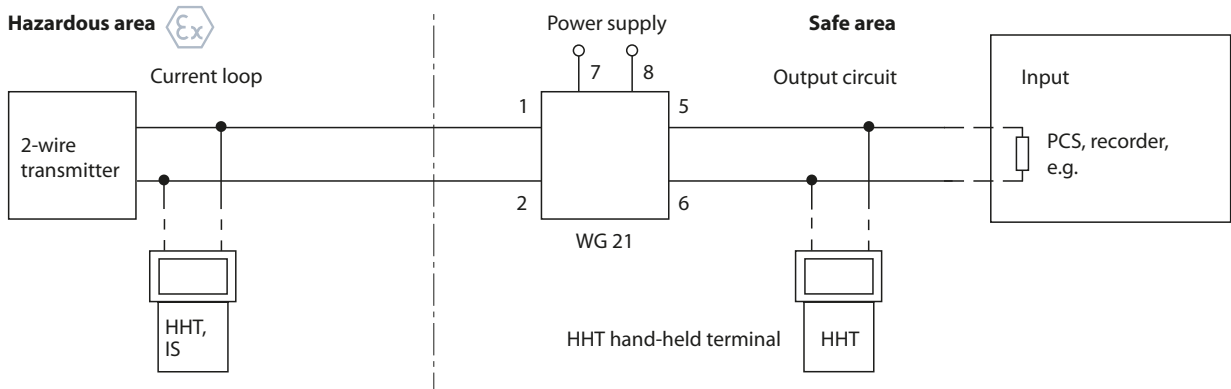 Hazardous area
Ex
Power supply
Safe area
7
8
Current loop
Output circuit
Input
1
5
2-wire
transmitter
PCS, recorder,
e.g.
2
6
WG 21
HHT,
IS
HHT hand-held terminal
HHT